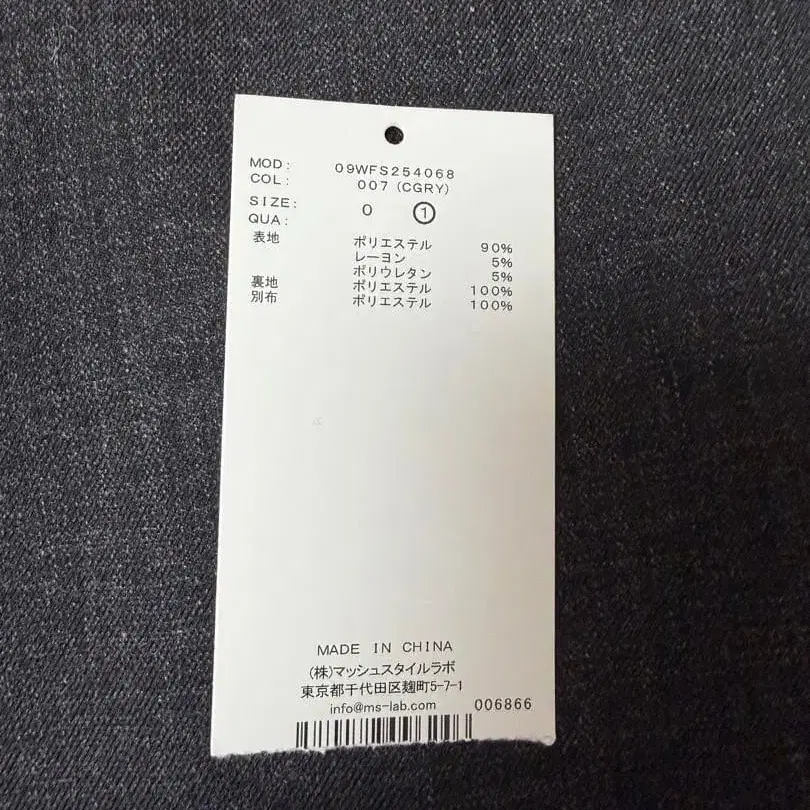 MOD: 09WFS254068
COL: 007 (CGRY)
SIZE: 0 1
QUA:
表地 ポリエステル 90%
レーヨン 5%
ポリウレタン 5%
裏地 ポリエステル 100%
別布 ポリエステル 100%
MADE IN CHINA
(株)マッシュスタイルラボ
東京都千代田区麹町5-7-1
info@ms-lab.com 006866